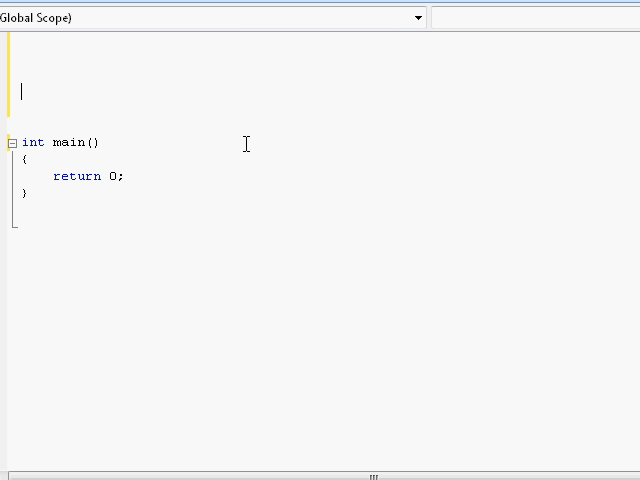 Global Scope)
int main()
{
return 0;
}